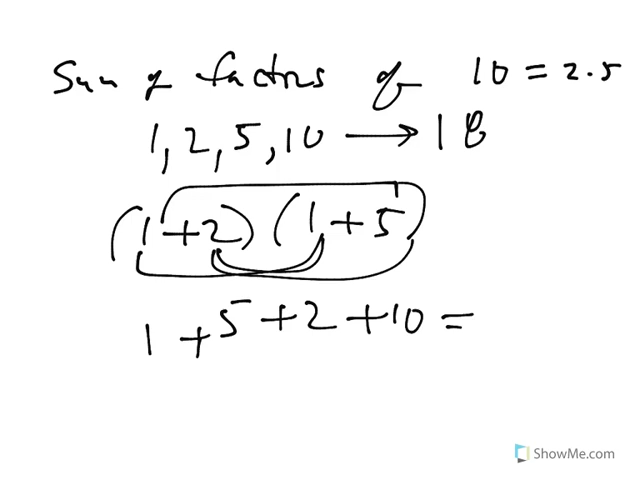 Sum of factors of 10 = 2·5
1, 2, 5, 10 → 18
(1+2) (1+5)
1 + 5 + 2 + 10 =
ShowMe.com